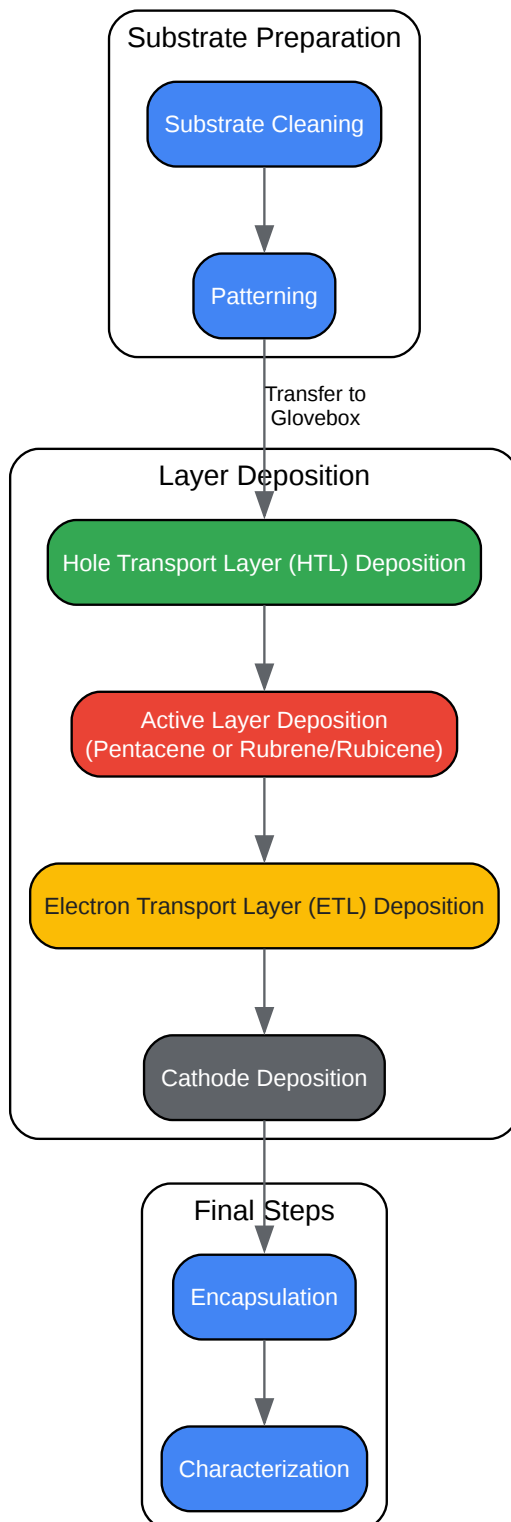 Substrate Preparation
Substrate Cleaning
Patterning
Transfer to
Glovebox
Layer Deposition
Hole Transport Layer (HTL) Deposition
Active Layer Deposition
(Pentacene or Rubrene/Rubicene)
Electron Transport Layer (ETL) Deposition
Cathode Deposition
Final Steps
Encapsulation
Characterization